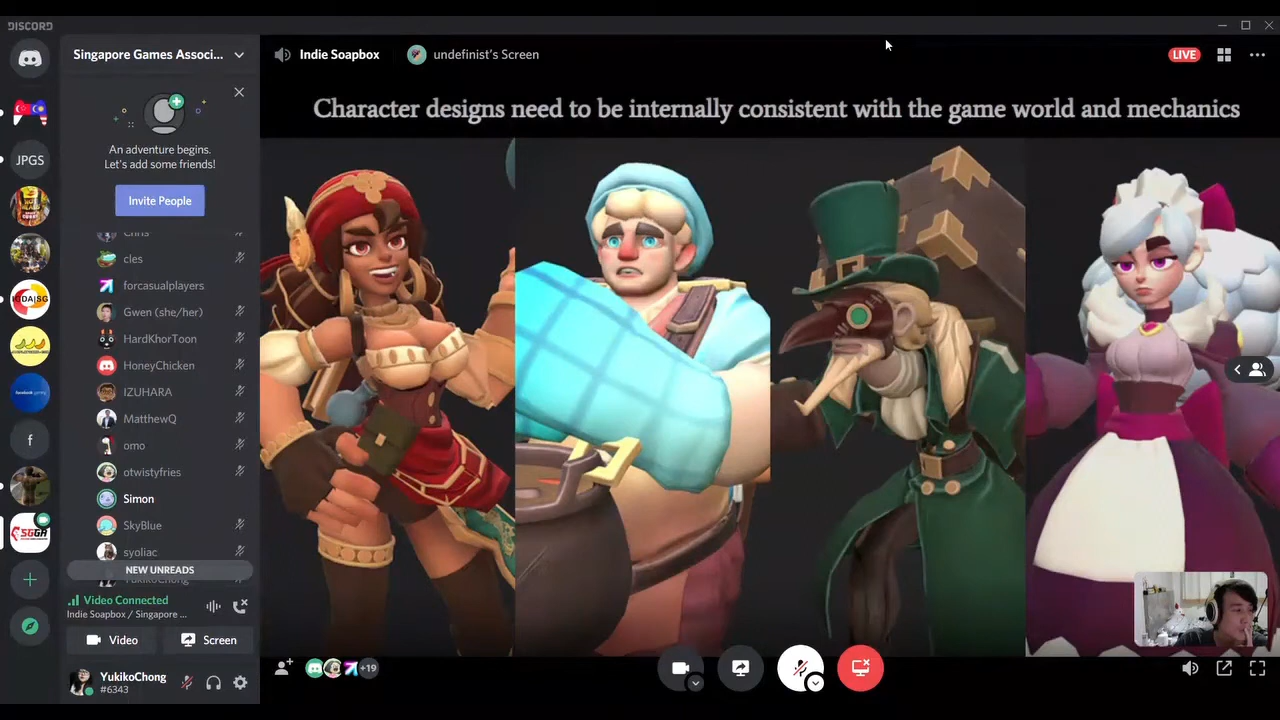 DISCORD
Singapore Games Associ...
Indie Soapbox
undefinist's Screen
LIVE
Character designs need to be internally consistent with the game world and mechanics
An adventure begins.
Let's add some friends!
Invite People
JPGS
Chris
cles
forcasualplayers
Gwen (she/her)
HardKhorToon
HoneyChicken
IZUHARA
MatthewQ
omo
otwistyfries
Simon
SkyBlue
syoliac
NEW UNREADS
YukikoChong
f
SGGA
Video Connected
Indie Soapbox / Singapore ...
Video
Screen
YukikoChong
#6343
+19